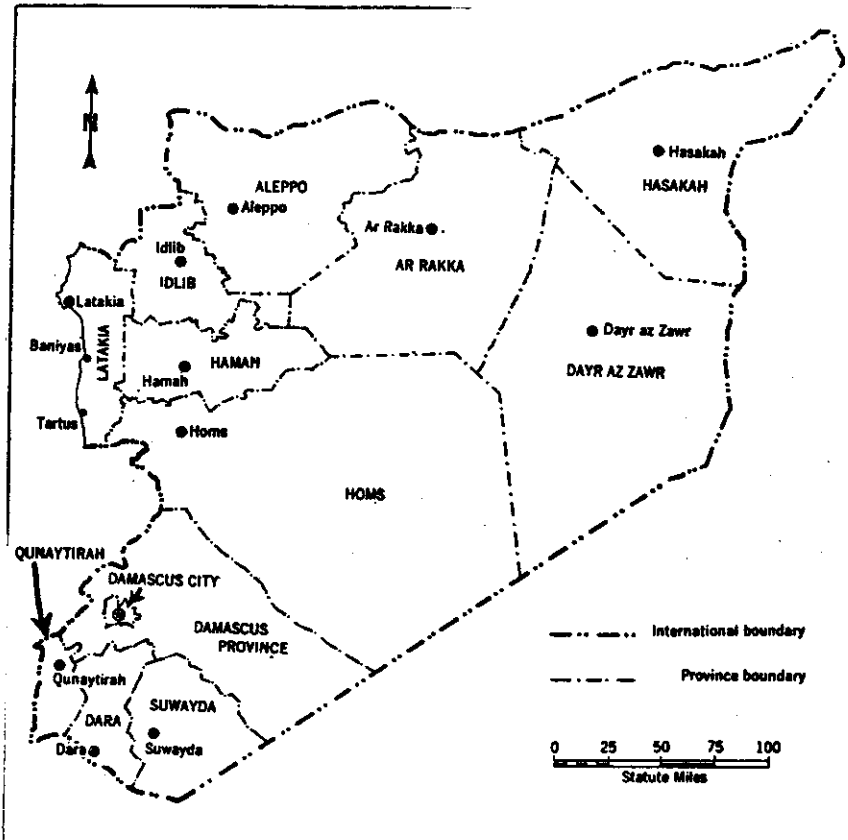 N
Hasakah
HASAKAH
ALEPPO
Aleppo
Ar Rakka
AR RAKKA
Idlib
IDLIB
Latakia
LATAKIA
Baniyas
HAMAH
Hamah
Dayr az Zawr
DAYR AZ ZAWR
Tartus
Homs
HOMS
QUNAYTIRAH
DAMASCUS CITY
DAMASCUS
PROVINCE
International boundary
Province boundary
Qunaytirah
SUWAYDA
DARA
Dara
Suwayda
0 25 50 75 100
Statute Miles